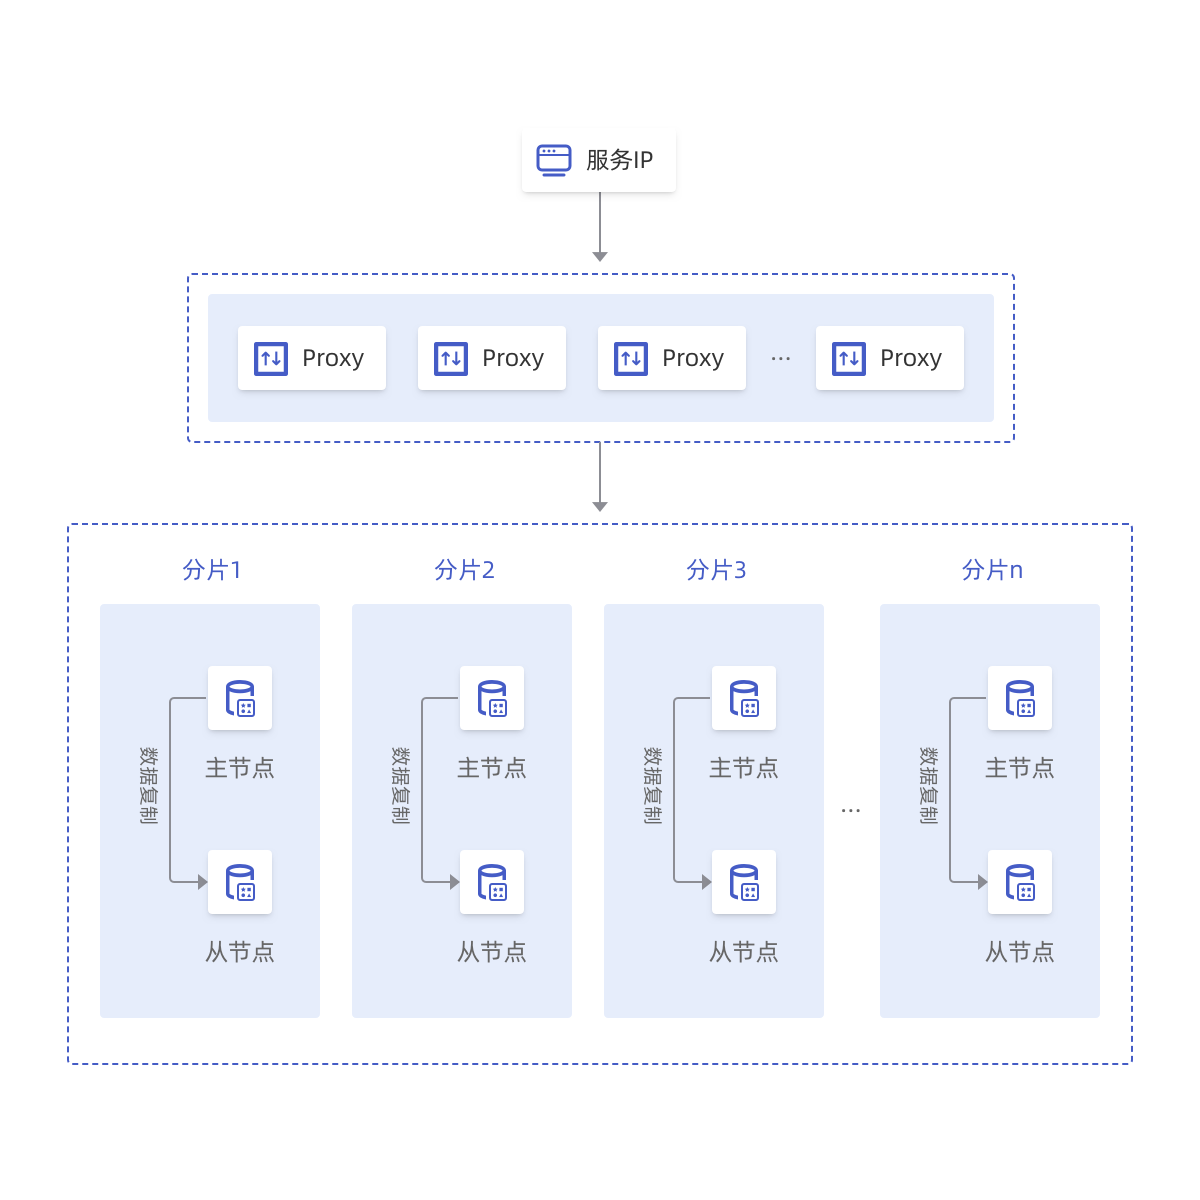 服务IP
Proxy
Proxy
Proxy
...
Proxy
分片1
分片2
分片3
分片n
数据复制
主节点
从节点
数据复制
主节点
从节点
数据复制
主节点
从节点
...
数据复制
主节点
从节点